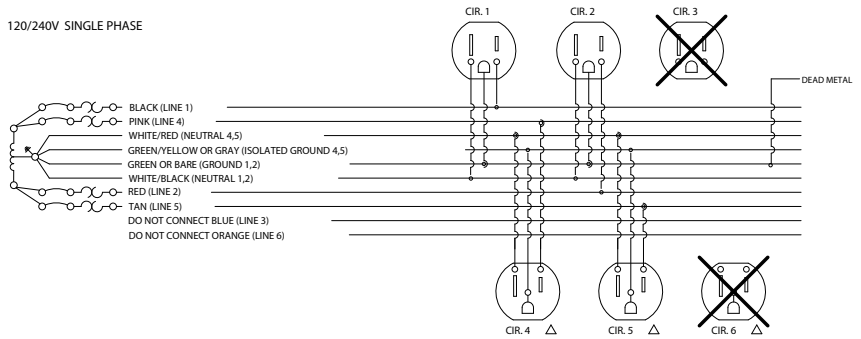 120/240V SINGLE PHASE
CIR. 1
CIR. 2
CIR. 3
DEAD METAL
BLACK (LINE 1)
PINK (LINE 4)
WHITE/RED (NEUTRAL 4,5)
GREEN/YELLOW OR GRAY (ISOLATED GROUND 4,5)
GREEN OR BARE (GROUND 1,2)
WHITE/BLACK (NEUTRAL 1,2)
RED (LINE 2)
TAN (LINE 5)
DO NOT CONNECT BLUE (LINE 3)
DO NOT CONNECT ORANGE (LINE 6)
CIR. 4
CIR. 5
CIR. 6